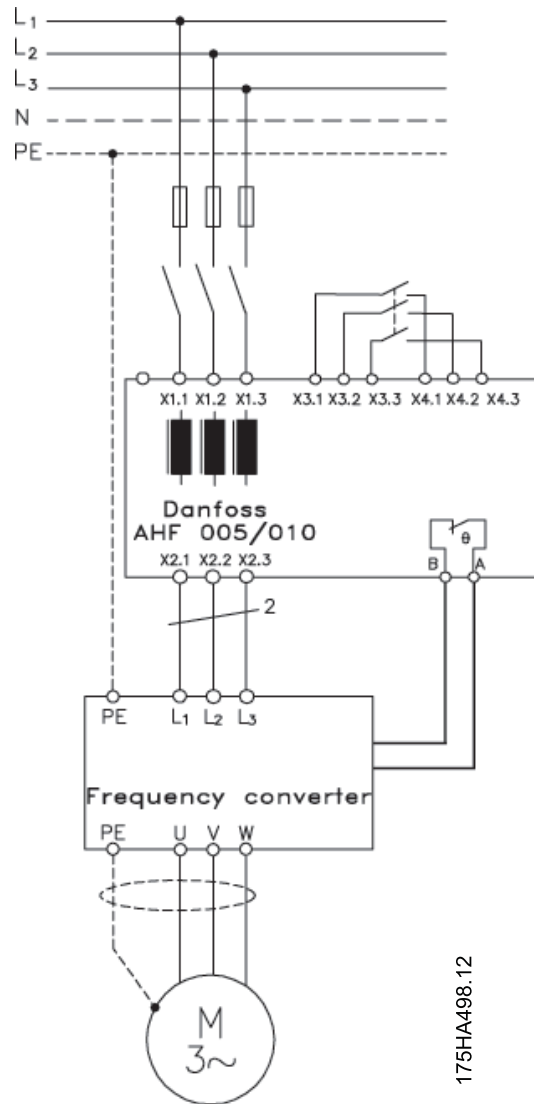 L1
L2
L3
N
PE
X1.1 X1.2 X1.3 X3.1 X3.2 X3.3 X4.1 X4.2 X4.3
Danfoss
AHF 005/010
X2.1 X2.2 X2.3
B θ A
2
PE L1 L2 L3
Frequency converter
PE U V W
M
3~
175HA498.12